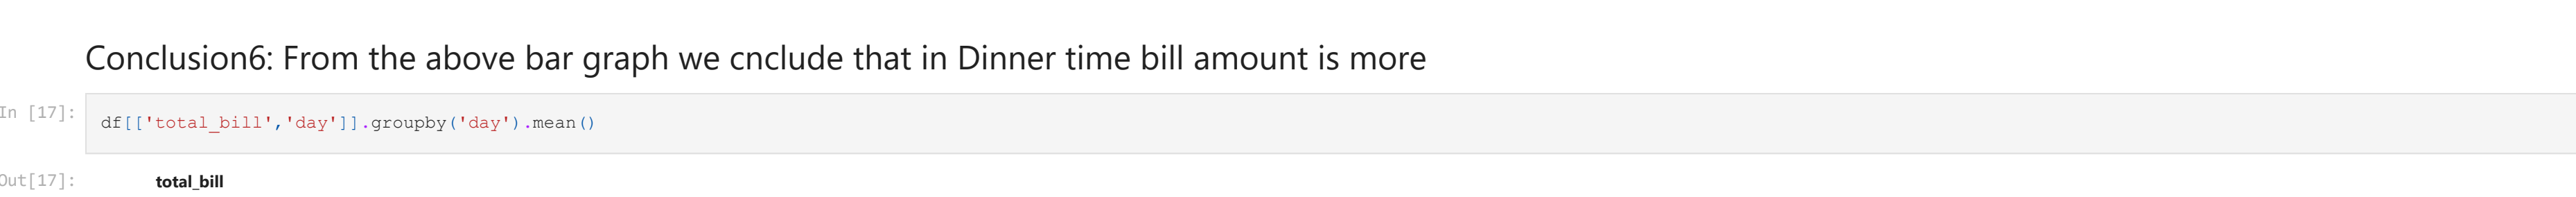 Conclusion6: From the above bar graph we cnclude that in Dinner time bill amount is more
In [17]: df[['total_bill','day']].groupby('day').mean()
Out[17]: total_bill